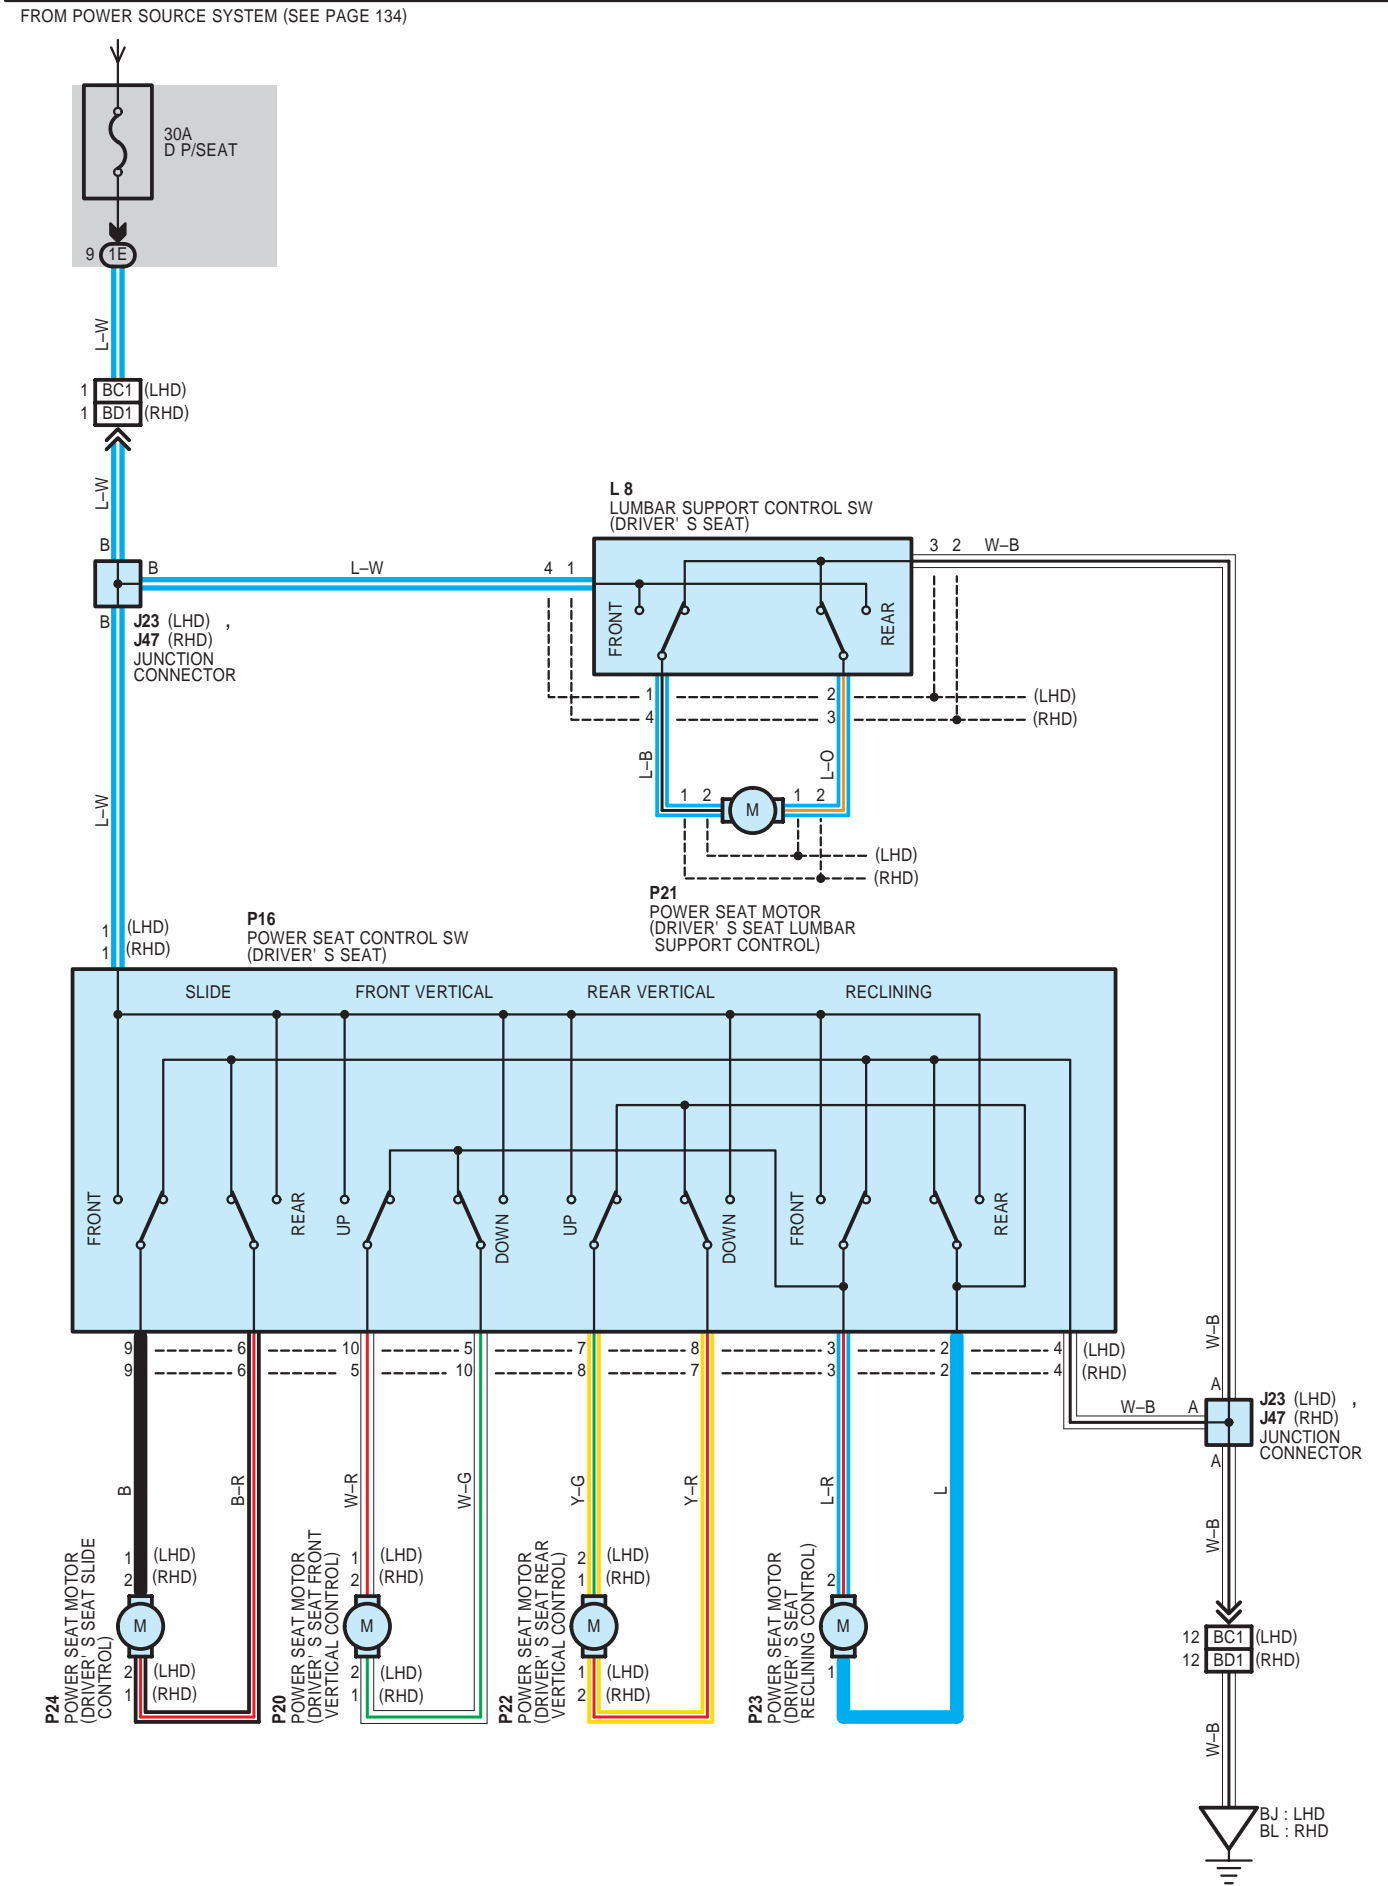 FROM POWER SOURCE SYSTEM (SEE PAGE 134)
30A
D P/SEAT
9 1E
L–W
1 BC1 (LHD)
1 BD1 (RHD)
L–W
B
B
L–W
B
J23 (LHD) ,
J47 (RHD)
JUNCTION
CONNECTOR
L 8
LUMBAR SUPPORT CONTROL SW
(DRIVER' S SEAT)
4 1
3 2 W–B
FRONT
REAR
1 2 (LHD)
4 3 (RHD)
L–B
L–O
1 2 M 1 2
(LHD)
(RHD)
P21
POWER SEAT MOTOR
(DRIVER' S SEAT LUMBAR
SUPPORT CONTROL)
L–W
1 (LHD)
1 (RHD)
P16
POWER SEAT CONTROL SW
(DRIVER' S SEAT)
SLIDE FRONT VERTICAL REAR VERTICAL RECLINING
FRONT
REAR
UP
DOWN
UP
DOWN
FRONT
REAR
9 6 10 5 7 8 3 2 4 (LHD)
9 6 5 10 8 7 3 2 4 (RHD)
W–B
A
W–B A
J23 (LHD) ,
J47 (RHD)
JUNCTION
CONNECTOR
A
B
B–R
W–R
W–G
Y–G
Y–R
L–R
L
W–B
1 (LHD)
2 (RHD)
M
2 (LHD)
1 (RHD)
P24
POWER SEAT MOTOR
(DRIVER' S SEAT SLIDE
CONTROL)
1 (LHD)
2 (RHD)
M
2 (LHD)
1 (RHD)
P20
POWER SEAT MOTOR
(DRIVER' S SEAT FRONT
VERTICAL CONTROL)
2 (LHD)
1 (RHD)
M
1 (LHD)
2 (RHD)
P22
POWER SEAT MOTOR
(DRIVER' S SEAT REAR
VERTICAL CONTROL)
2
M
1
P23
POWER SEAT MOTOR
(DRIVER' S SEAT
RECLINING CONTROL)
12 BC1 (LHD)
12 BD1 (RHD)
W–B
BJ : LHD
BL : RHD